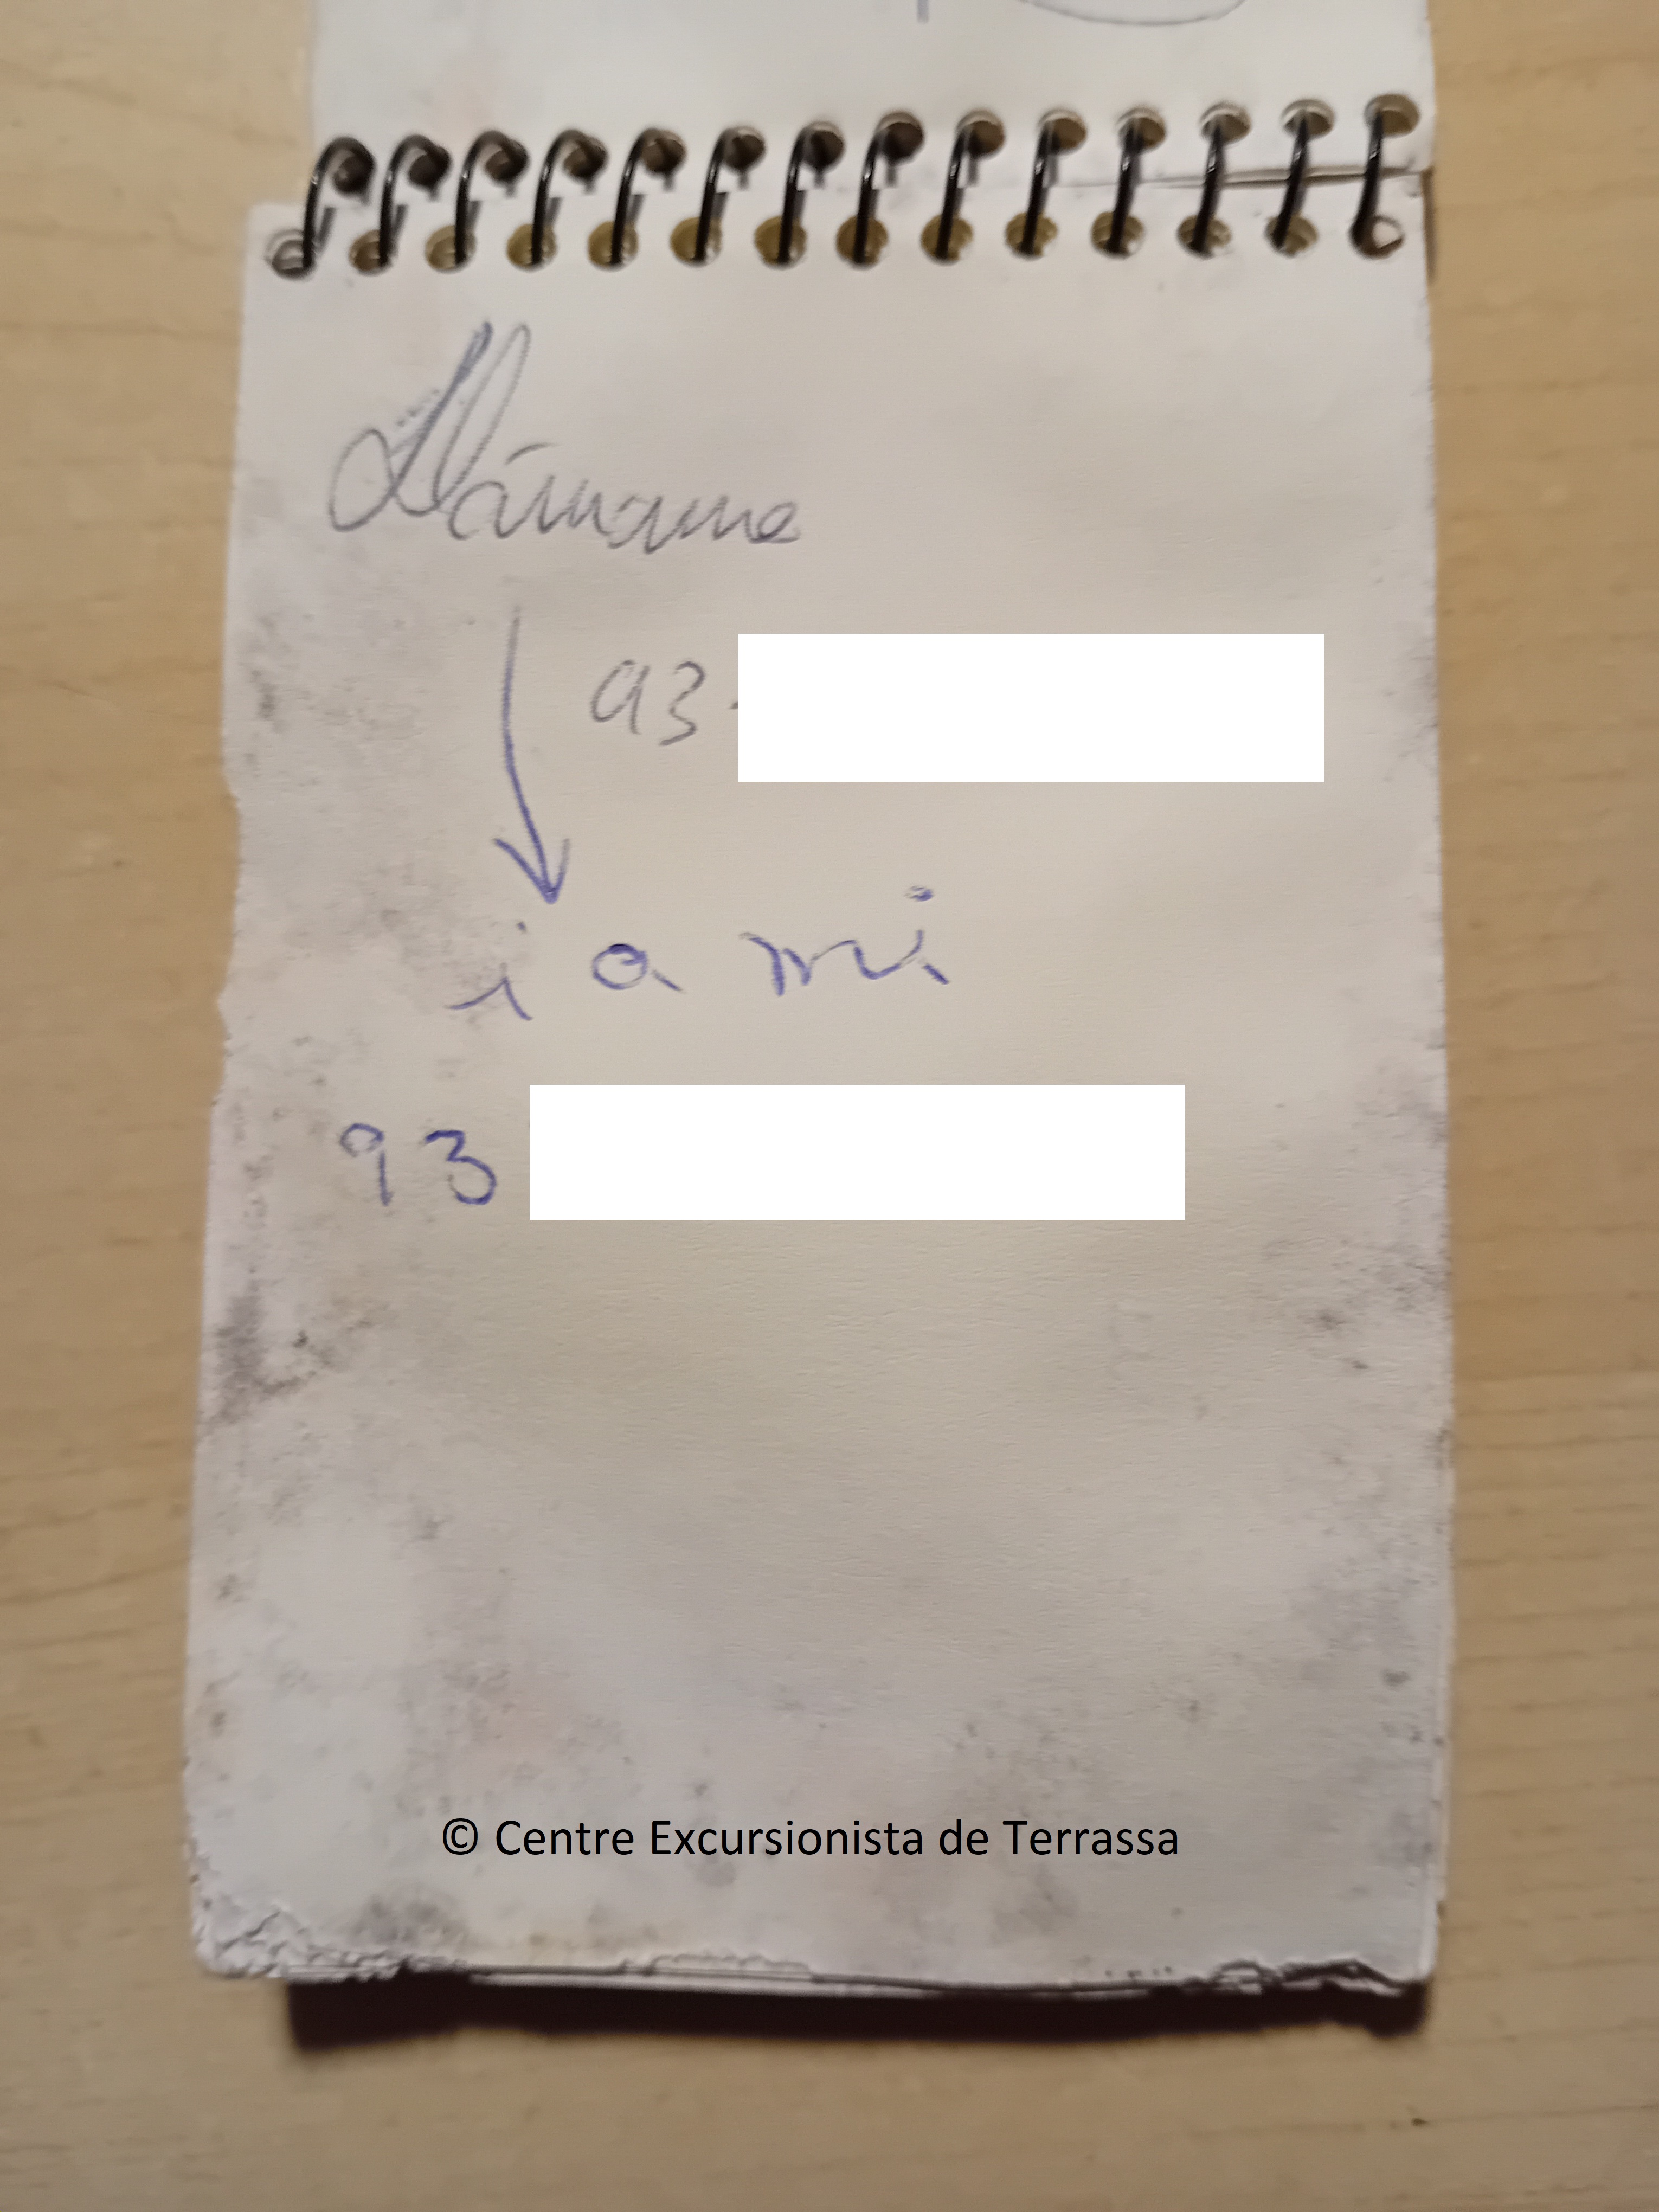 Llámame
93
i a mi
93
© Centre Excursionista de Terrassa